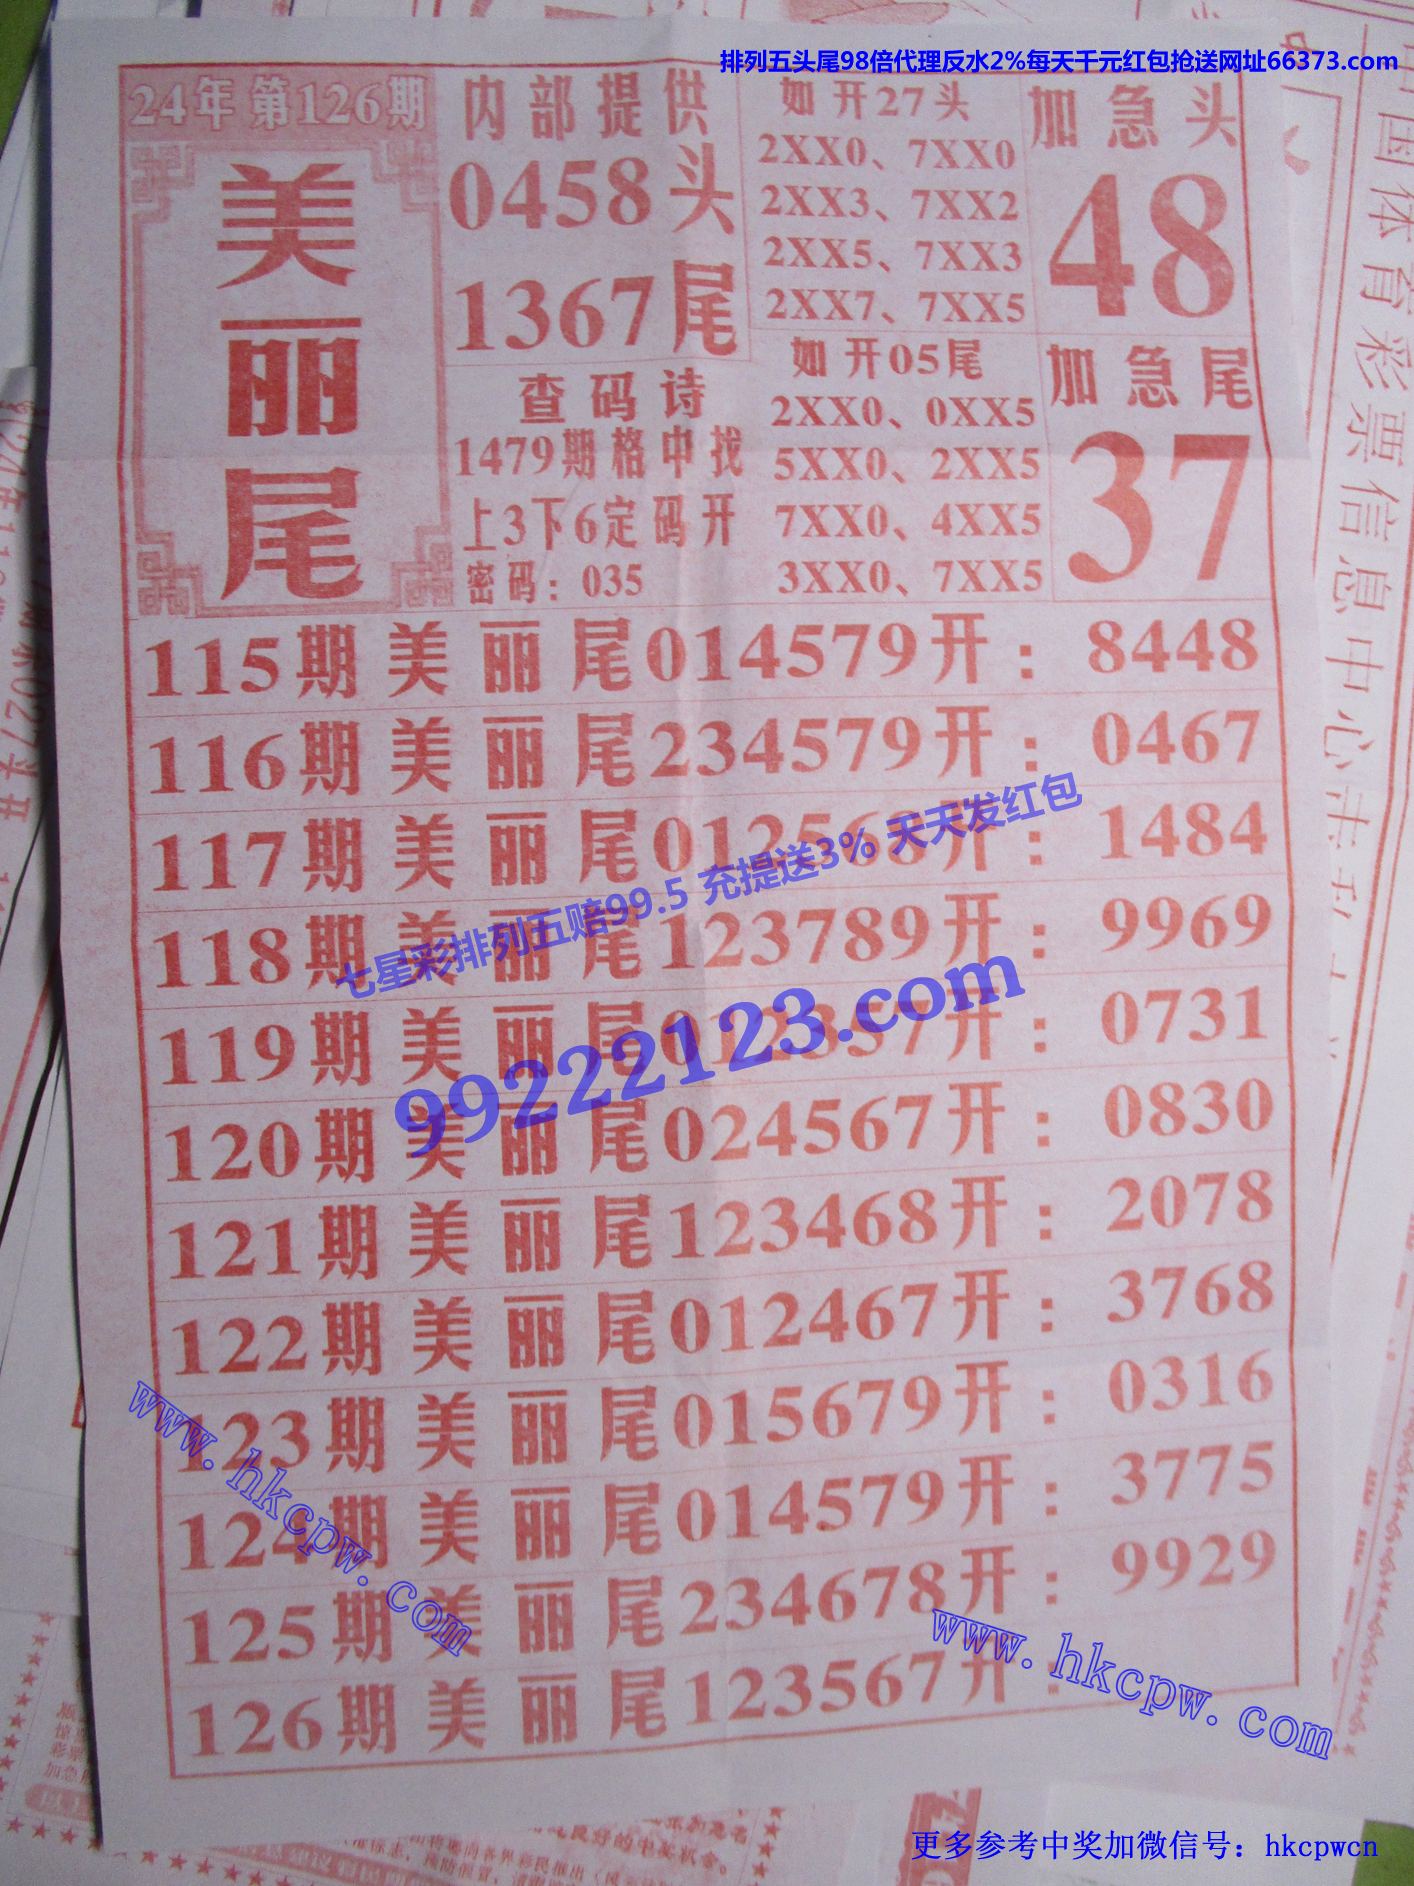 排列五头尾98倍代理反水2%每天千元红包抢送网址66373.com
24年 第126期
美丽尾
内部提供
0458头
1367尾
查码诗
1479期格中找
上3下6定码开
密码：035
如开27头
2XX0、7XX0
2XX3、7XX2
2XX5、7XX3
2XX7、7XX5
如开05尾
2XX0、0XX5
5XX0、2XX5
7XX0、4XX5
3XX0、7XX5
加急头
48
加急尾
37
115期美丽尾014579开：8448
116期美丽尾234579开：0467
117期美丽尾012568开：1484
118期美丽尾123789开：9969
119期美丽尾012357开：0731
120期美丽尾024567开：0830
121期美丽尾123468开：2078
122期美丽尾012467开：3768
123期美丽尾015679开：0316
124期美丽尾014579开：3775
125期美丽尾234678开：9929
126期美丽尾123567开：
七星彩排列五赔99.5 充提送3% 天天发红包
99222123.com
www.hkcpw.com
www.hkcpw.com
中国体育彩票信息中心
更多参考中奖加微信号：hkcpwcn